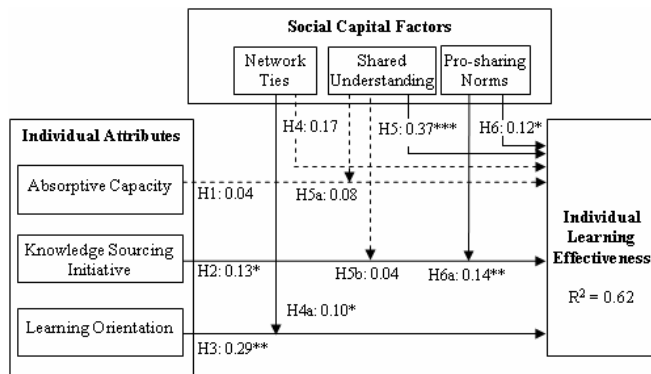 Social Capital Factors
Network
Ties
Shared
Understanding
Pro-sharing
Norms
H4: 0.17
H5: 0.37***
H6: 0.12*
Individual Attributes
Absorptive Capacity
H1: 0.04
H5a: 0.08
Knowledge Sourcing
Initiative
H2: 0.13*
H5b: 0.04
H6a: 0.14**
H4a: 0.10*
Learning Orientation
H3: 0.29**
Individual
Learning
Effectiveness
R² = 0.62